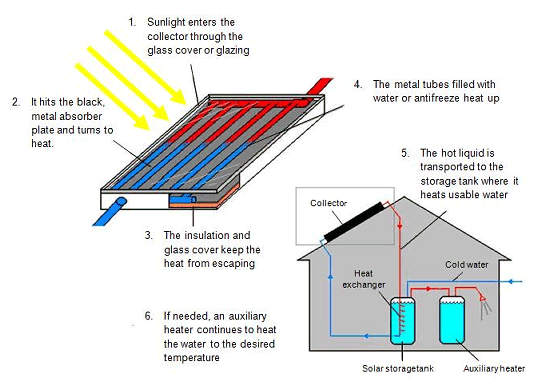 1. Sunlight enters the
collector through the
glass cover or glazing
2. It hits the black,
metal absorber
plate and turns to
heat.
3. The insulation and
glass cover keep the
heat from escaping
4. The metal tubes filled with
water or antifreeze heat up
5. The hot liquid is
transported to the
storage tank where it
heats usable water
6. If needed, an auxiliary
heater continues to heat
the water to the desired
temperature
Collector
Heat
exchanger
Cold water
Solar storage tank
Auxiliary heater